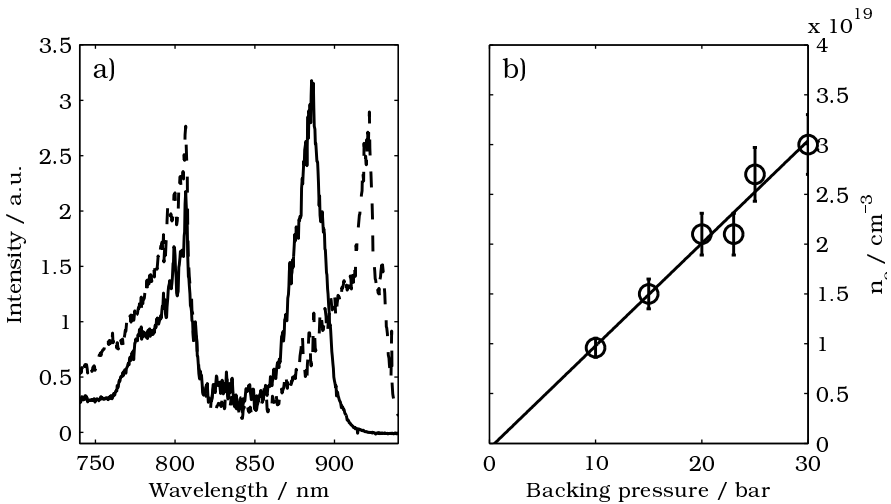 a)
3.5
3
2.5
2
1.5
1
0.5
0
Intensity / a.u.
750 800 850 900
Wavelength / nm
b)
x 10^19
4
3.5
3
2.5
2
1.5
1
0.5
0
n_e / cm^−3
0 10 20 30
Backing pressure / bar